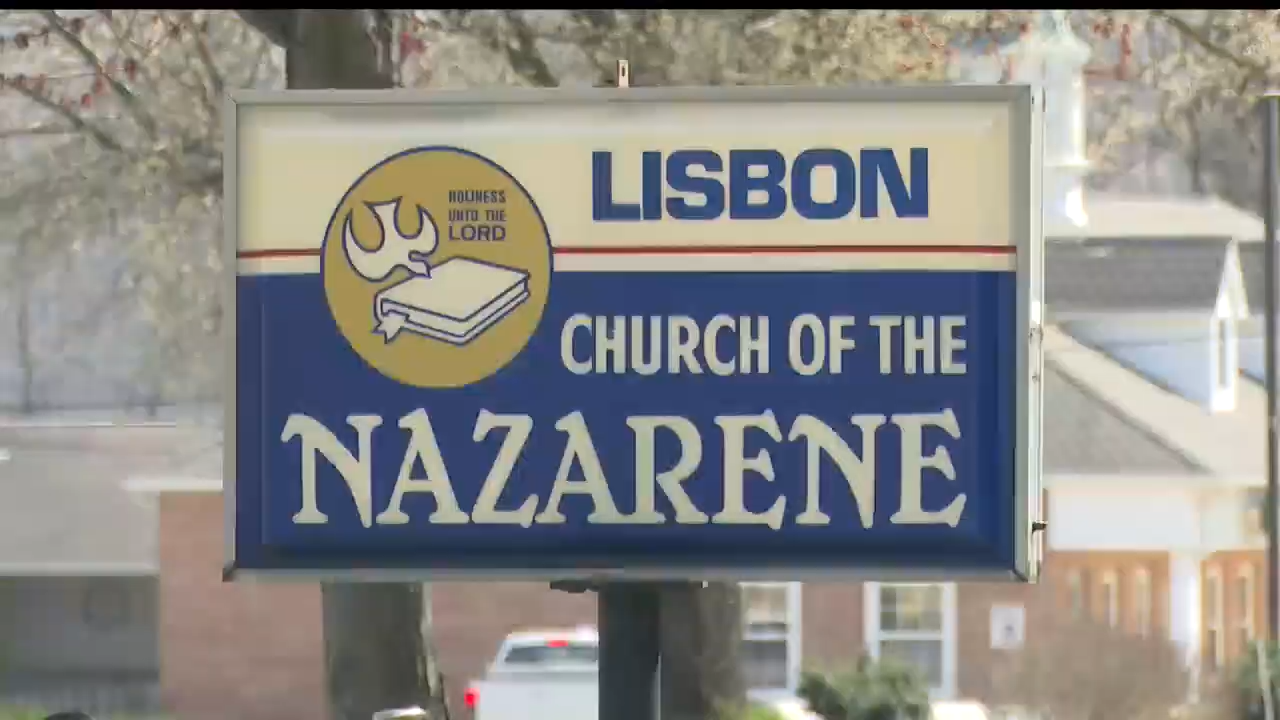 HOLINESS
UNTO THE
LORD
LISBON
CHURCH OF THE
NAZARENE